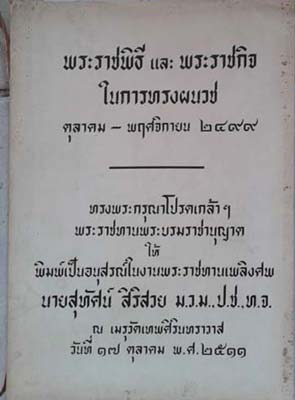 พระราชพิธี และ พระราชกิจ
ในการทรงผนวช
ตุลาคม – พฤศจิกายน ๒๔๙๙
ทรงพระกรุณาโปรดเกล้า ฯ
พระราชทานพระบรมราชานุญาต
ให้
พิมพ์เป็นอนุสรณ์ในงานพระราชทานเพลิงศพ
นายสุทัศน์ สิริสวย ม.ว.ม., ป.ช., ท.จ.
ณ เมรุวัดเทพศิรินทราวาส
วันที่ ๑๗ ตุลาคม พ.ศ. ๒๕๑๑